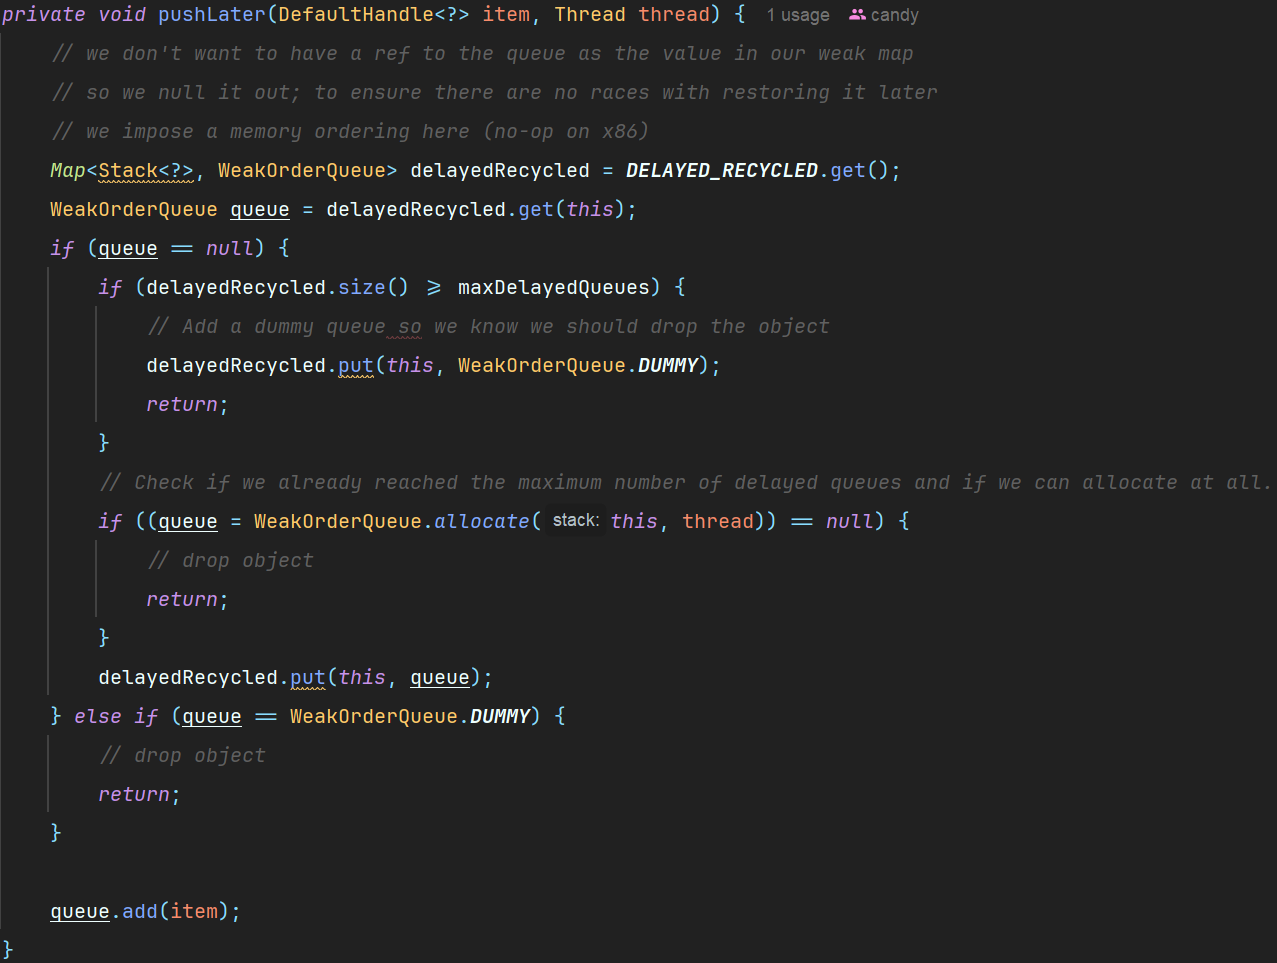 private void pushLater(DefaultHandle<?> item, Thread thread) { 1 usage candy
// we don't want to have a ref to the queue as the value in our weak map
// so we null it out; to ensure there are no races with restoring it later
// we impose a memory ordering here (no-op on x86)
Map<Stack<?>, WeakOrderQueue> delayedRecycled = DELAYED_RECYCLED.get();
WeakOrderQueue queue = delayedRecycled.get(this);
if (queue == null) {
if (delayedRecycled.size() >= maxDelayedQueues) {
// Add a dummy queue so we know we should drop the object
delayedRecycled.put(this, WeakOrderQueue.DUMMY);
return;
}
// Check if we already reached the maximum number of delayed queues and if we can allocate at all.
if ((queue = WeakOrderQueue.allocate( stack: this, thread)) == null) {
// drop object
return;
}
delayedRecycled.put(this, queue);
} else if (queue == WeakOrderQueue.DUMMY) {
// drop object
return;
}
queue.add(item);
}